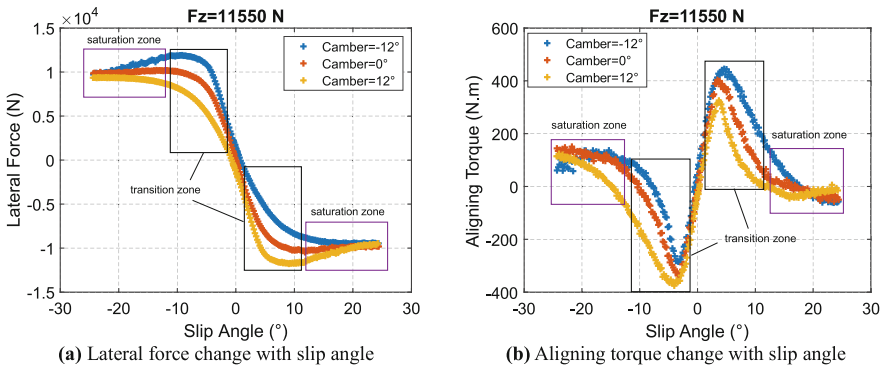 Fz=11550 N
1.5 ×10⁴
saturation zone
Camber=-12°
Camber=0°
Camber=12°
1.0
0.5
0
-0.5
-1.0
-1.5
Lateral Force (N)
transition zone
saturation zone
-30 -20 -10 0 10 20 30
Slip Angle (°)
(a) Lateral force change with slip angle
Fz=11550 N
600
400
200
0
-200
-400
Aligning Torque (N.m)
Camber=-12°
Camber=0°
Camber=12°
saturation zone
saturation zone
transition zone
-30 -20 -10 0 10 20 30
Slip Angle (°)
(b) Aligning torque change with slip angle